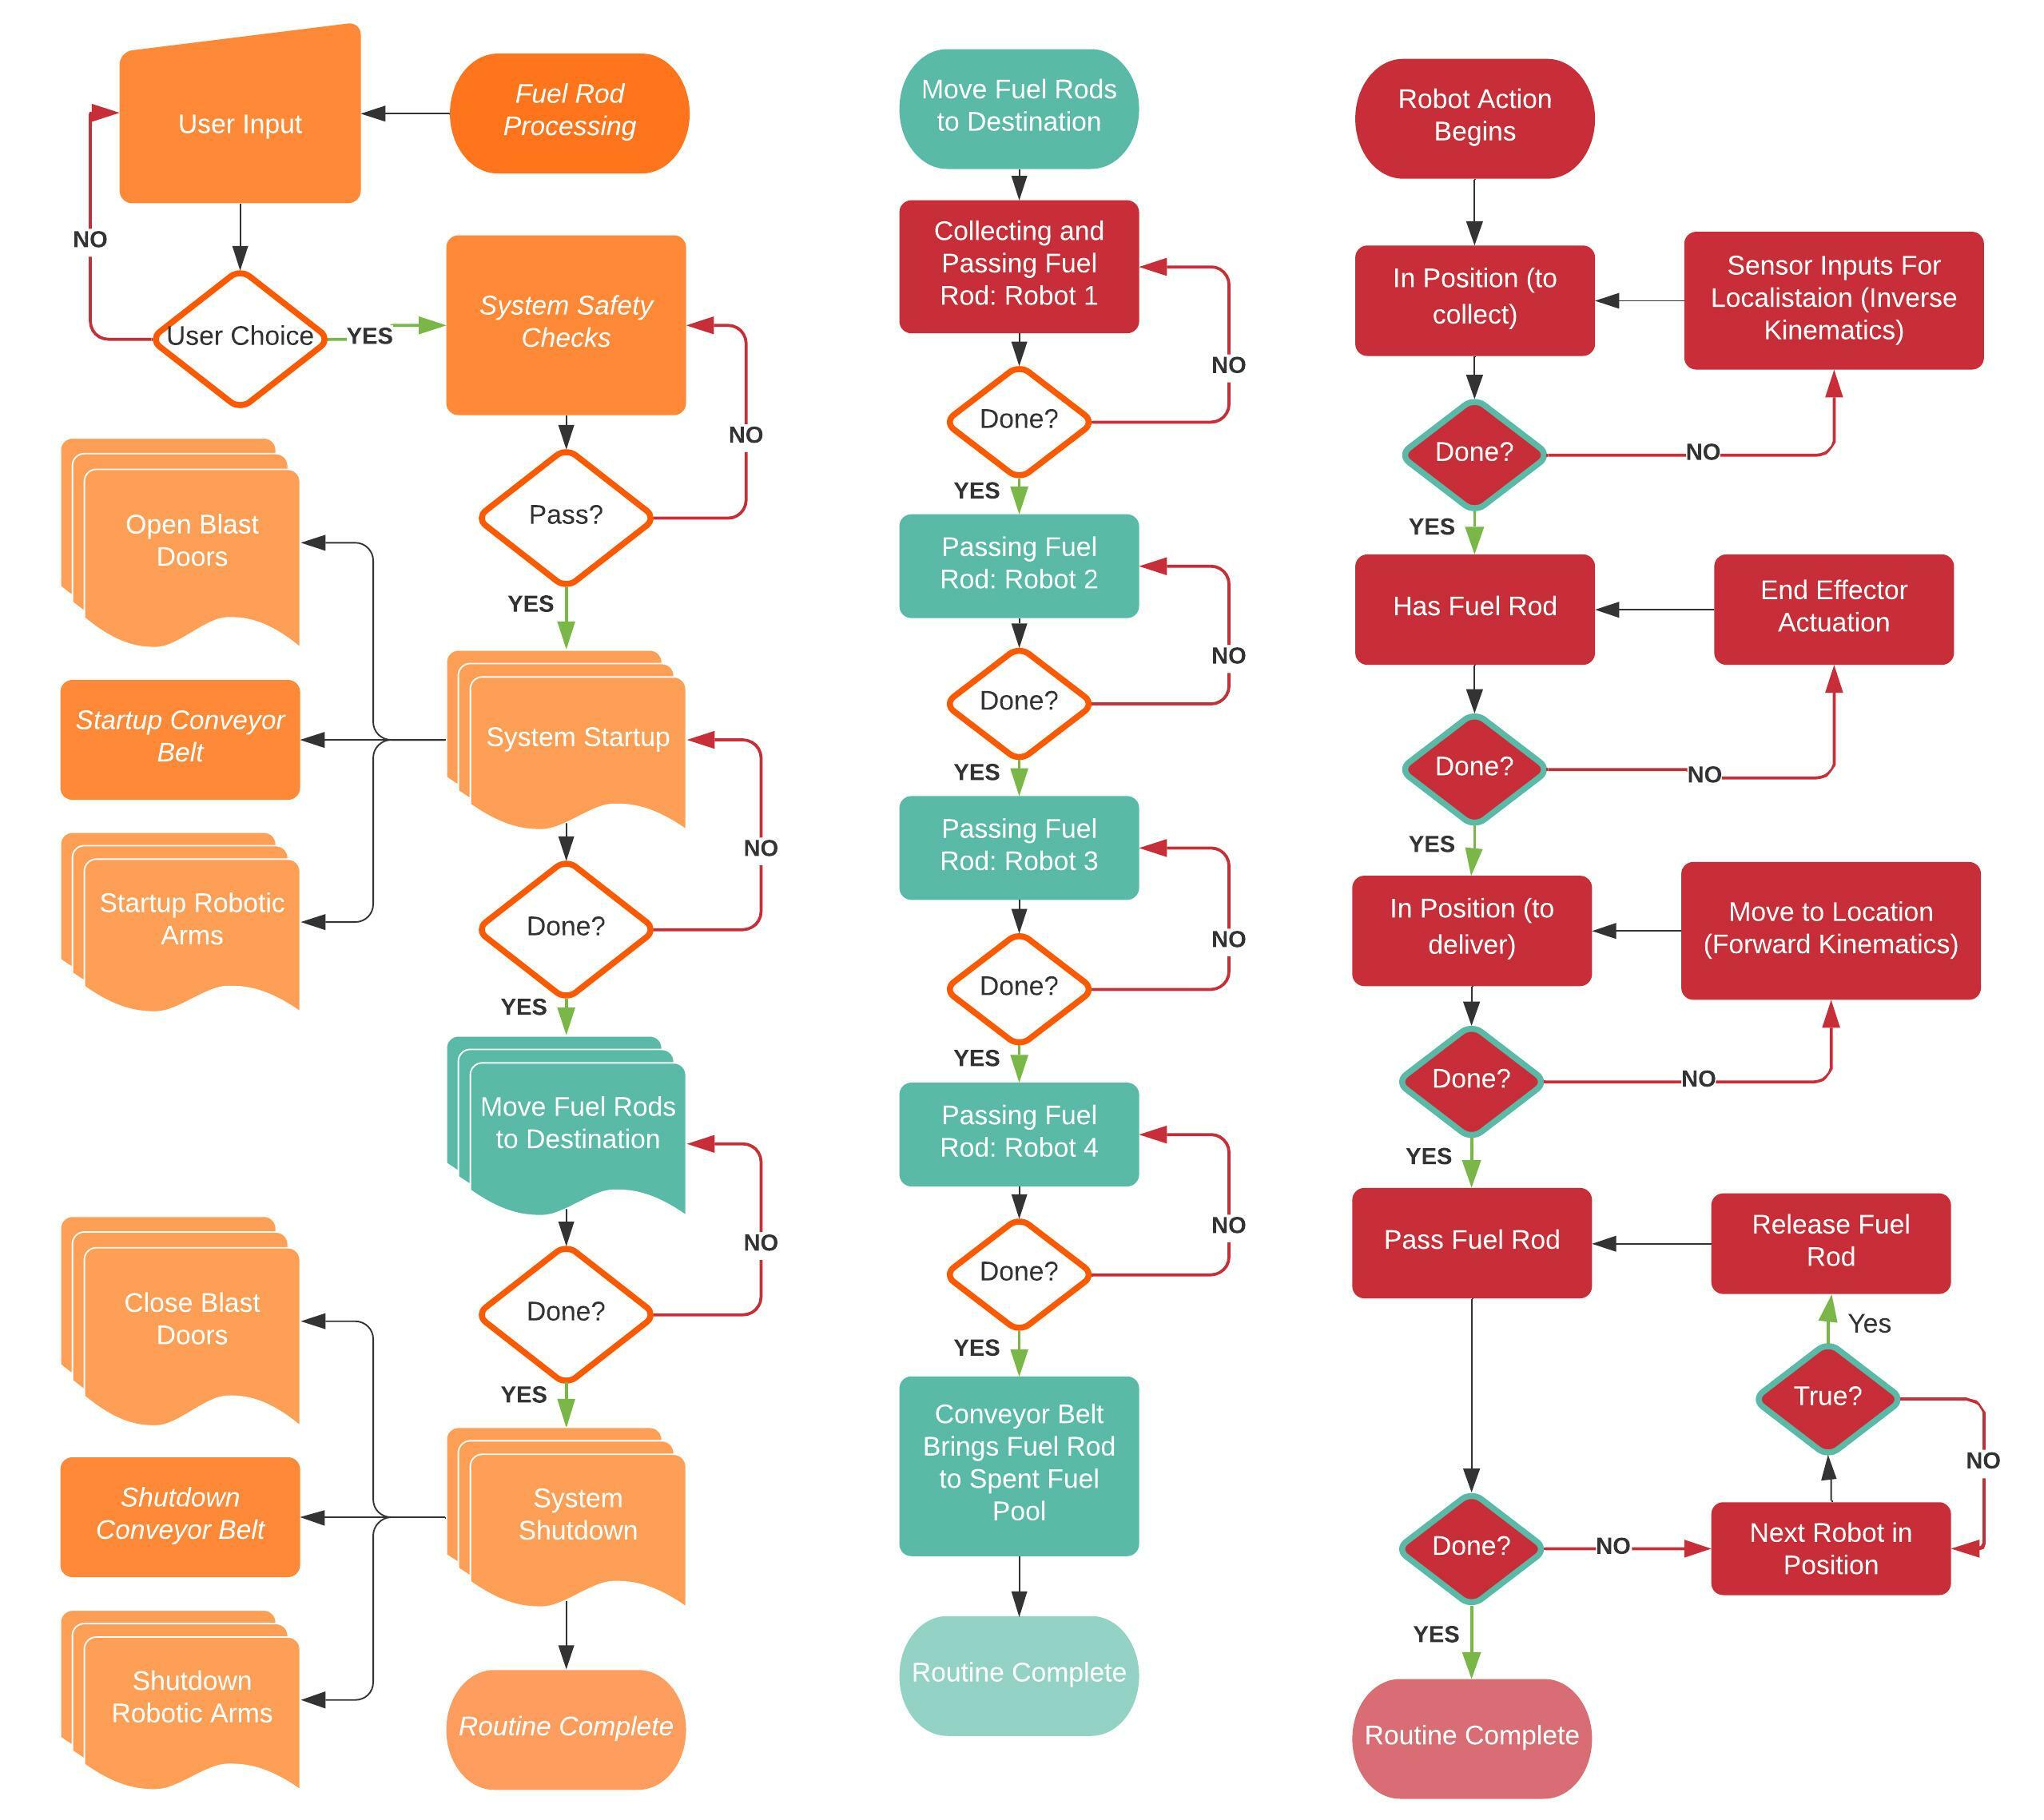 Fuel Rod
Processing
User Input
NO
User Choice
YES
System Safety
Checks
NO
Pass?
YES
Open Blast
Doors
Startup Conveyor
Belt
System Startup
Startup Robotic
Arms
NO
Done?
YES
Move Fuel Rods
to Destination
NO
Done?
YES
Close Blast
Doors
Shutdown
Conveyor Belt
System
Shutdown
Shutdown
Robotic Arms
Routine Complete
Move Fuel Rods
to Destination
Collecting and
Passing Fuel
Rod: Robot 1
NO
Done?
YES
Passing Fuel
Rod: Robot 2
NO
Done?
YES
Passing Fuel
Rod: Robot 3
NO
Done?
YES
Passing Fuel
Rod: Robot 4
NO
Done?
YES
Conveyor Belt
Brings Fuel Rod
to Spent Fuel
Pool
Routine Complete
Robot Action
Begins
In Position (to
collect)
Sensor Inputs For
Localistaion (Inverse
Kinematics)
Done?
NO
YES
Has Fuel Rod
End Effector
Actuation
Done?
NO
YES
In Position (to
deliver)
Move to Location
(Forward Kinematics)
Done?
NO
YES
Pass Fuel Rod
Release Fuel
Rod
Yes
True?
NO
Done?
NO
Next Robot in
Position
YES
Routine Complete